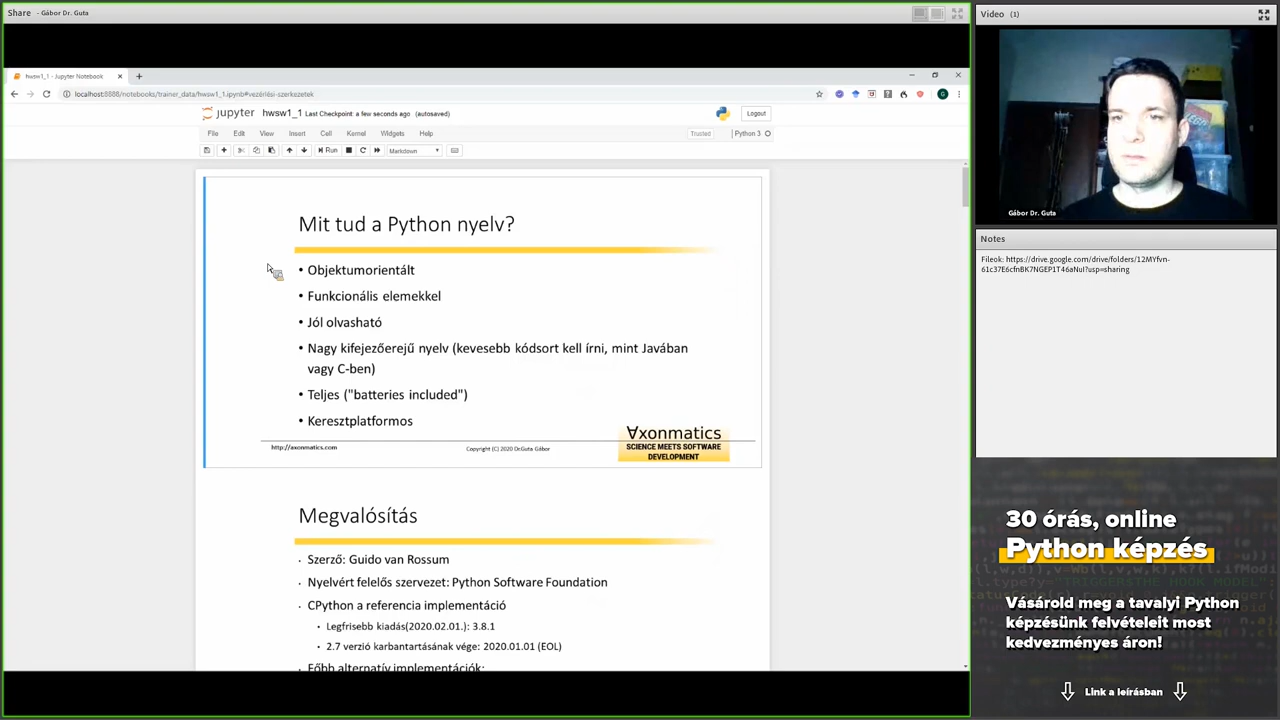 Share - Gábor Dr. Guta
hwsw1_1 - Jupyter Notebook
localhost:8888/notebooks/trainer_data/hwsw1_1.ipynb#vezérlési-szerkezetek
jupyter hwsw1_1 Last Checkpoint: a few seconds ago (autosaved)
Logout
File Edit View Insert Cell Kernel Widgets Help
Trusted Python 3
Run Markdown
Mit tud a Python nyelv?
• Objektumorientált
• Funkcionális elemekkel
• Jól olvasható
• Nagy kifejezőerejű nyelv (kevesebb kódsort kell írni, mint Javában
vagy C-ben)
• Teljes ("batteries included")
• Keresztplatformos
http://axonmatics.com
Copyright (C) 2020 Dr.Guta Gábor
∀xonmatics
SCIENCE MEETS SOFTWARE
DEVELOPMENT
Megvalósítás
• Szerző: Guido van Rossum
• Nyelvért felelős szervezet: Python Software Foundation
• CPython a referencia implementáció
• Legfrisebb kiadás(2020.02.01.): 3.8.1
• 2.7 verzió karbantartásának vége: 2020.01.01 (EOL)
• Főbb alternatív implementációk:
Video (1)
Gábor Dr. Guta
Notes
Fileok: https://drive.google.com/drive/folders/12MYfvn-
61c37E6cfnBK7NGEP1T46aNuI?usp=sharing
30 órás, online
Python képzés
Vásárold meg a tavalyi Python
képzésünk felvételeit most
kedvezményes áron!
Link a leírásban